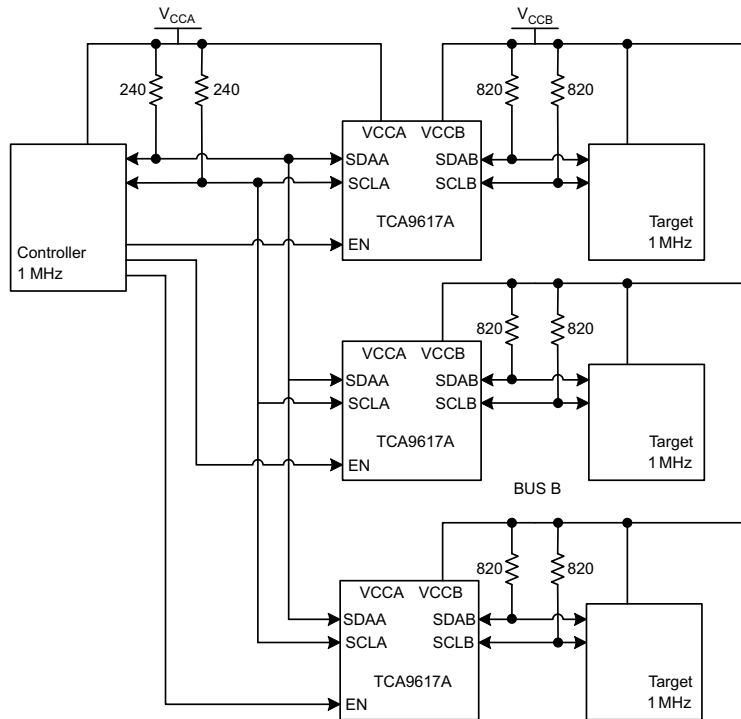 VCCA
VCCB
240
240
820
820
VCCA VCCB
SDAA
SCLA
SDAB
SCLB
TCA9617A
EN
Controller
1 MHz
Target
1 MHz
820
820
VCCA VCCB
SDAA
SCLA
SDAB
SCLB
TCA9617A
EN
Target
1 MHz
BUS B
820
820
VCCA VCCB
SDAA
SCLA
SDAB
SCLB
TCA9617A
EN
Target
1 MHz